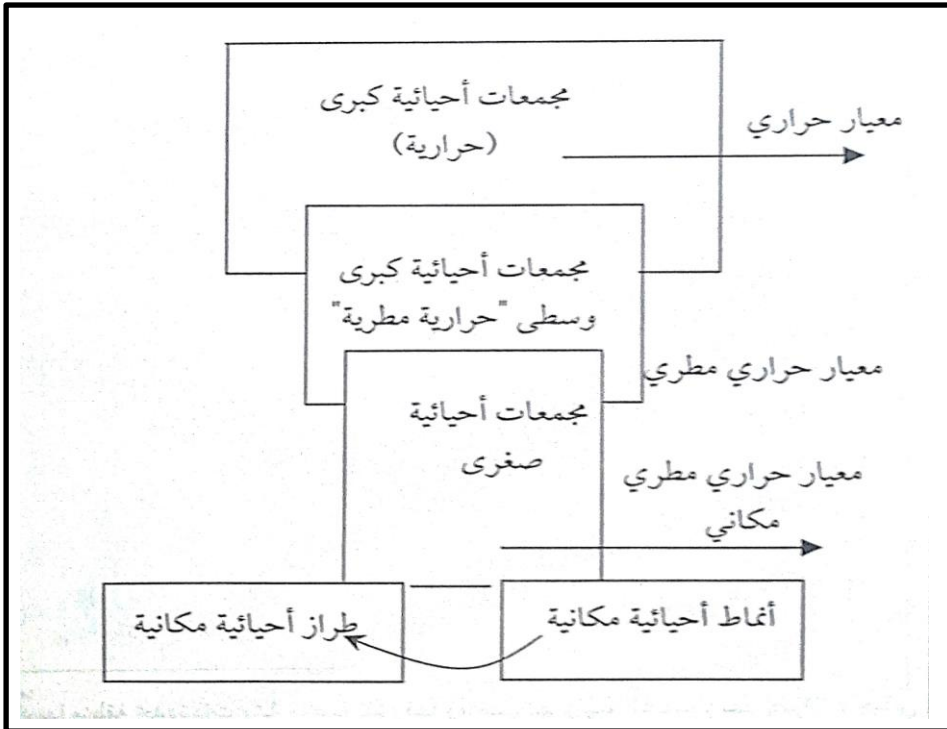 مجمعات أحيائية كبرى
(حرارية)
معيار حراري
مجمعات أحيائية كبرى
وسطى "حرارية مطرية"
معيار حراري مطري
مجمعات أحيائية
صغرى
معيار حراري مطري
مكاني
أنماط أحيائية مكانية
طراز أحيائية مكانية